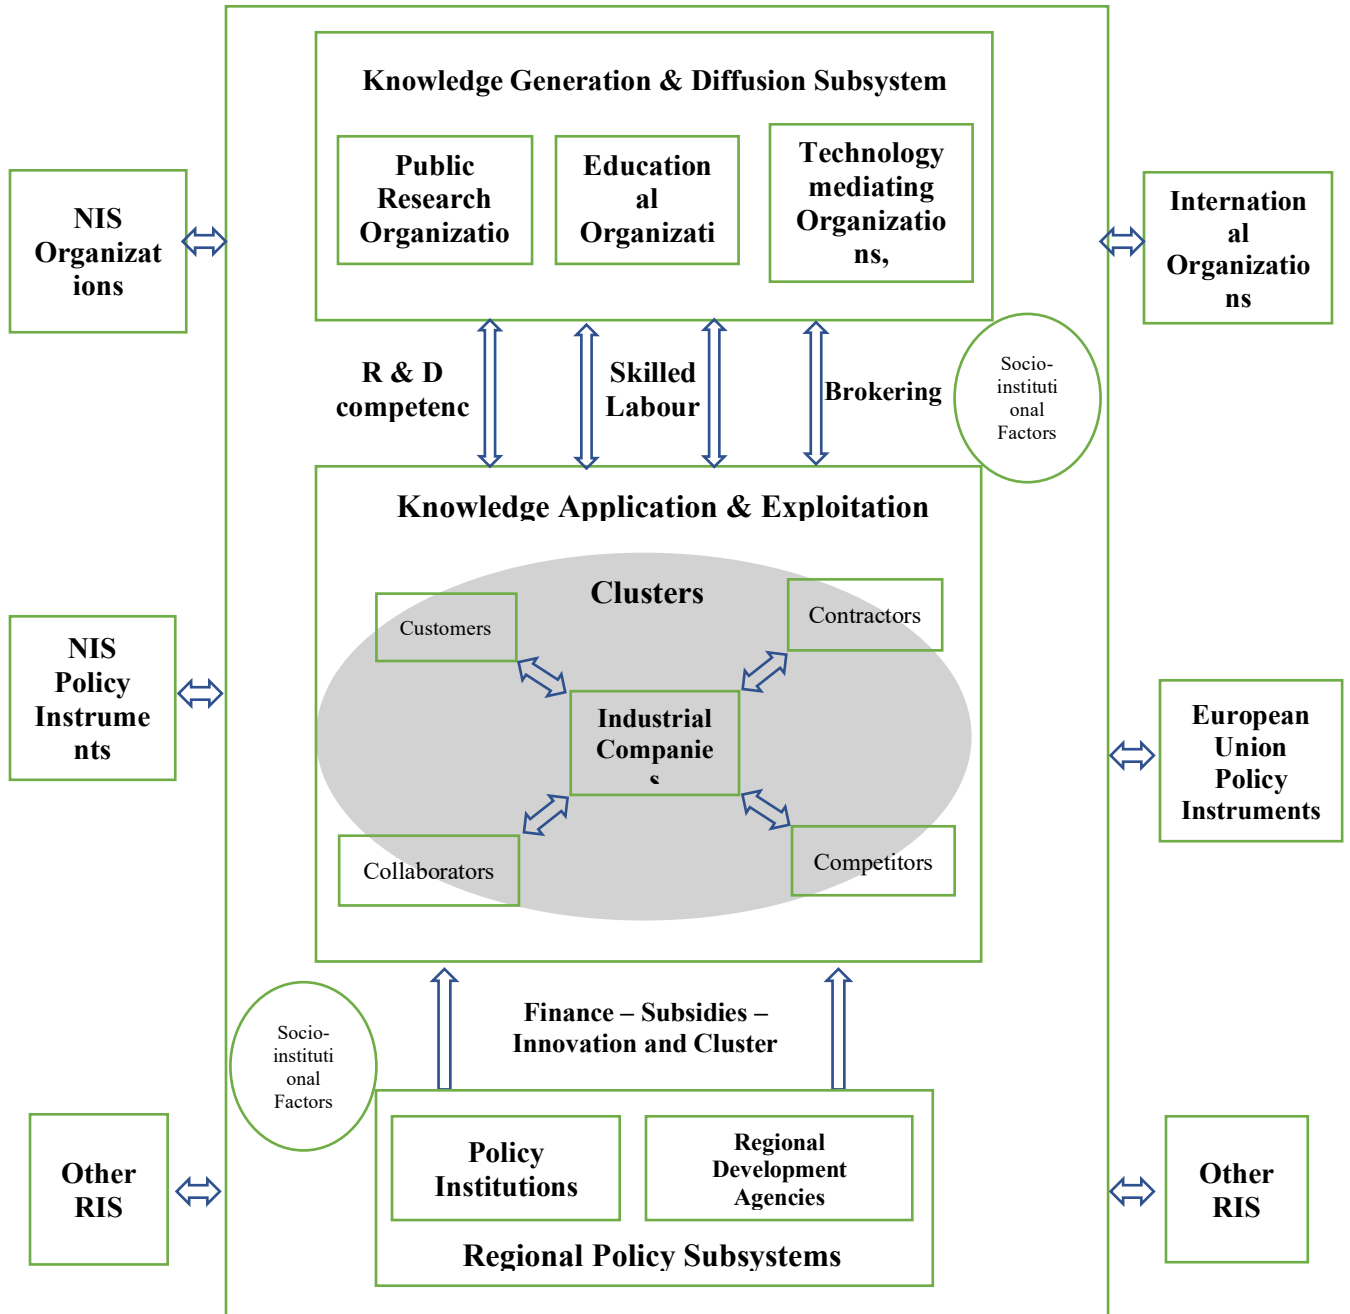 Knowledge Generation & Diffusion Subsystem
Public
Research
Organizatio
Education
al
Organizati
Technology
mediating
Organizatio
ns,
NIS
Organizat
ions
Internation
al
Organizatio
ns
R & D
competenc
Skilled
Labour
Brokering
Socio-
instituti
onal
Factors
Knowledge Application & Exploitation
Clusters
Customers
Contractors
Industrial
Companie
s
Collaborators
Competitors
NIS
Policy
Instrume
nts
European
Union
Policy
Instruments
Finance – Subsidies –
Innovation and Cluster
Socio-
instituti
onal
Factors
Policy
Institutions
Regional
Development
Agencies
Regional Policy Subsystems
Other
RIS
Other
RIS